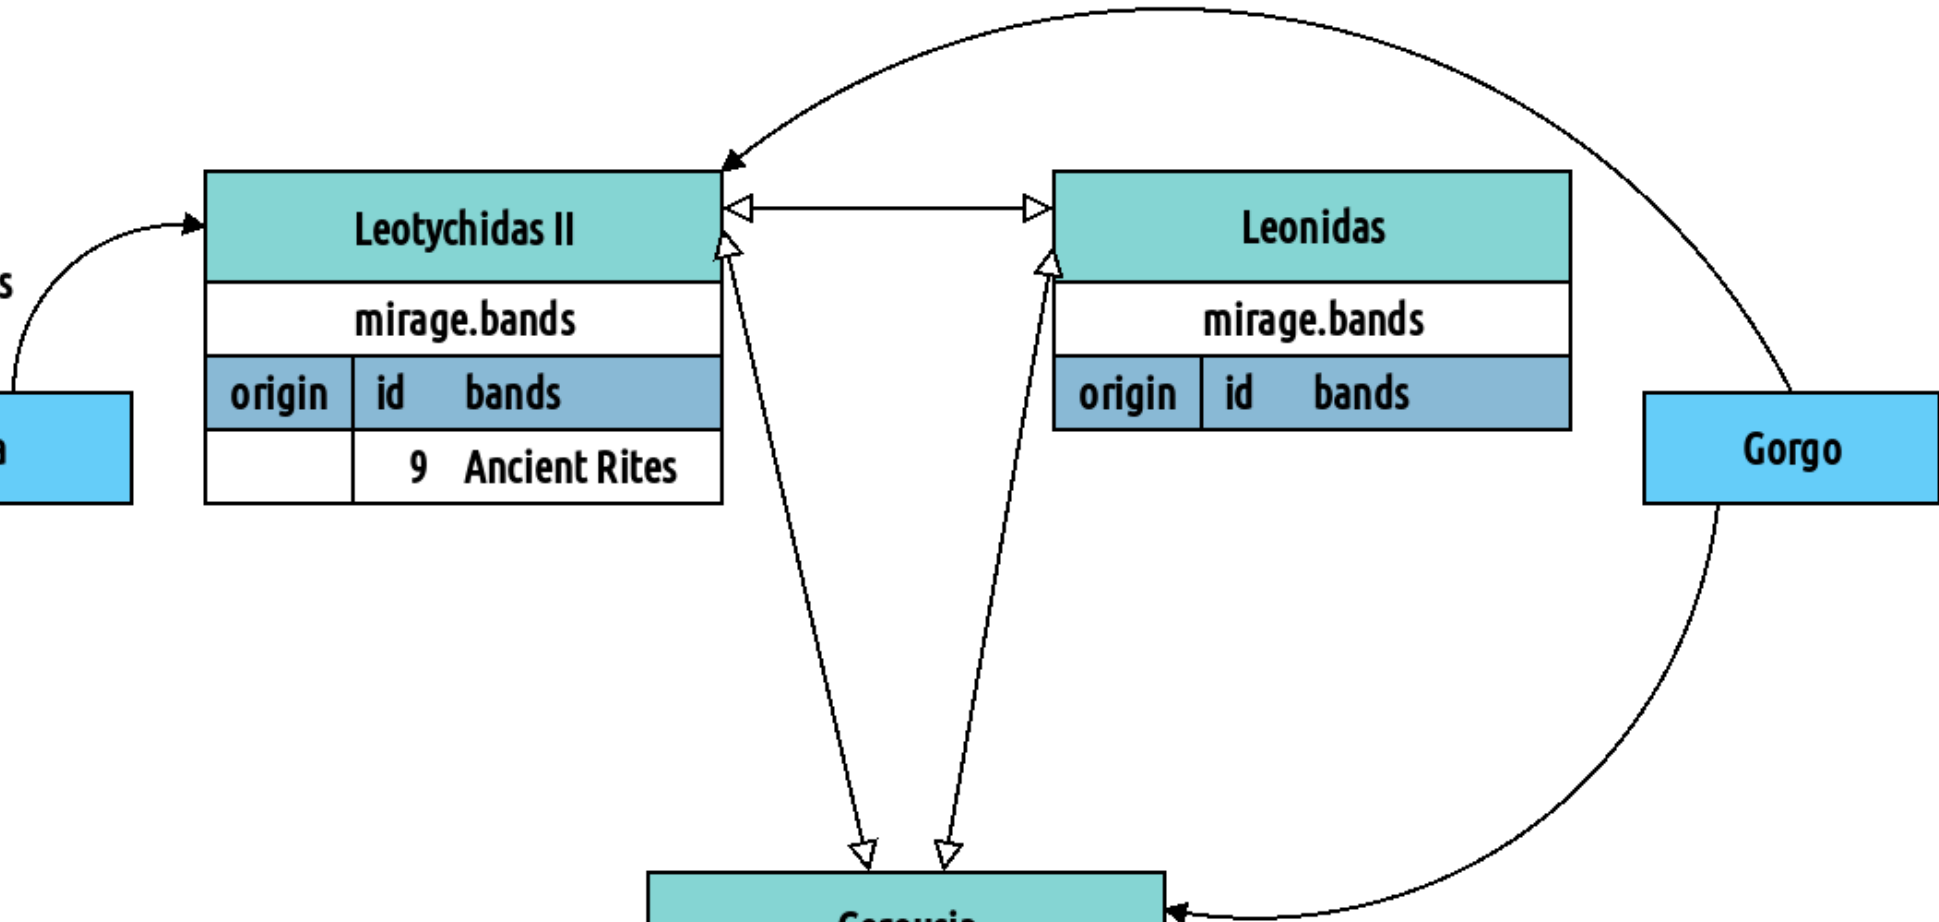 Leotychidas II
Leonidas
mirage.bands
mirage.bands
origin id bands
origin id bands
9 Ancient Rites
Gorgo